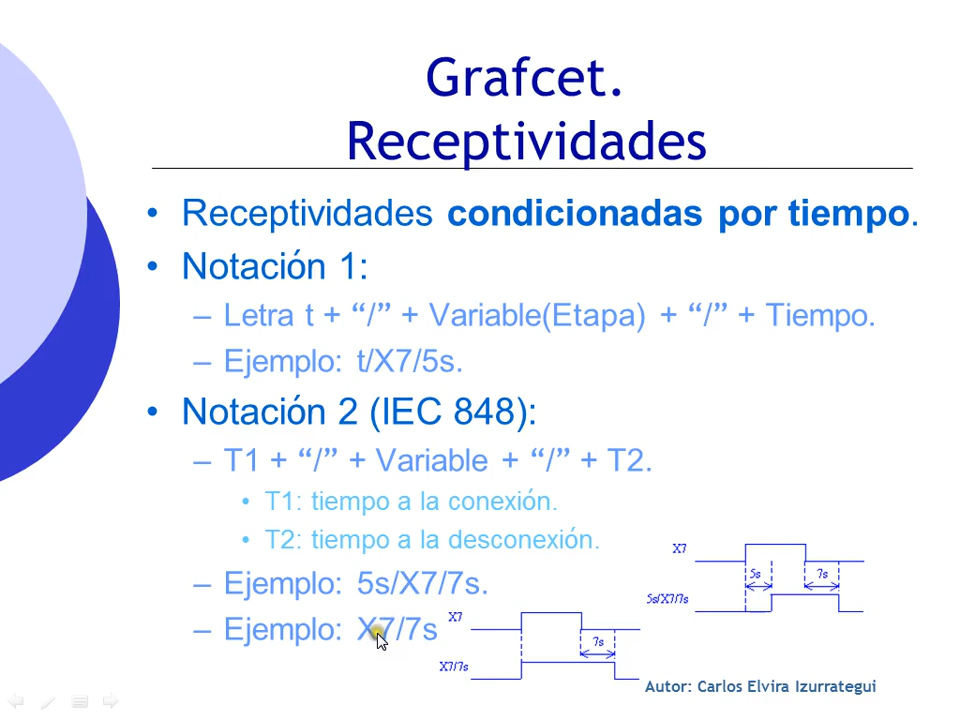 Grafcet.
Receptividades
• Receptividades condicionadas por tiempo.
• Notación 1:
– Letra t + “/” + Variable(Etapa) + “/” + Tiempo.
– Ejemplo: t/X7/5s.
• Notación 2 (IEC 848):
– T1 + “/” + Variable + “/” + T2.
• T1: tiempo a la conexión.
• T2: tiempo a la desconexión.
– Ejemplo: 5s/X7/7s.
– Ejemplo: X7/7s
X7
5s
7s
5s/X7/7s
X7
7s
X7/7s
Autor: Carlos Elvira Izurrategui